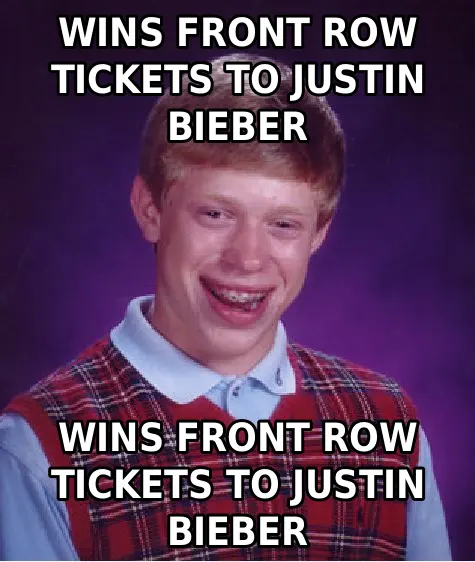 WINS FRONT ROW
TICKETS TO JUSTIN
BIEBER
WINS FRONT ROW
TICKETS TO JUSTIN
BIEBER